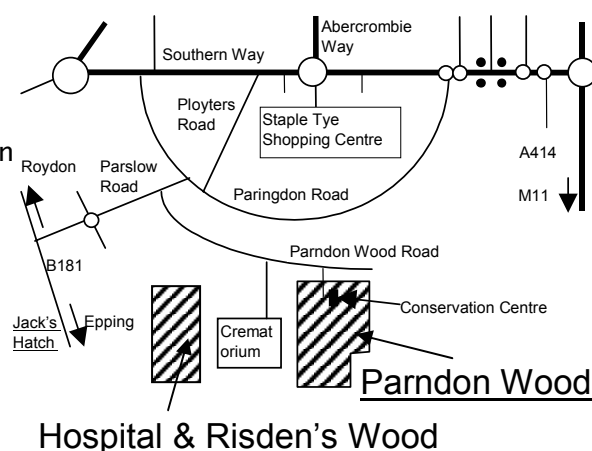 Abercrombie
Way
Southern Way
Ployters
Road
Staple Tye
Shopping Centre
n
Roydon
Parslow
Road
A414
Paringdon Road
M11
Parndon Wood Road
B181
Conservation Centre
Jack's
Hatch
Epping
Cremat
orium
Parndon Wood
Hospital & Risden's Wood